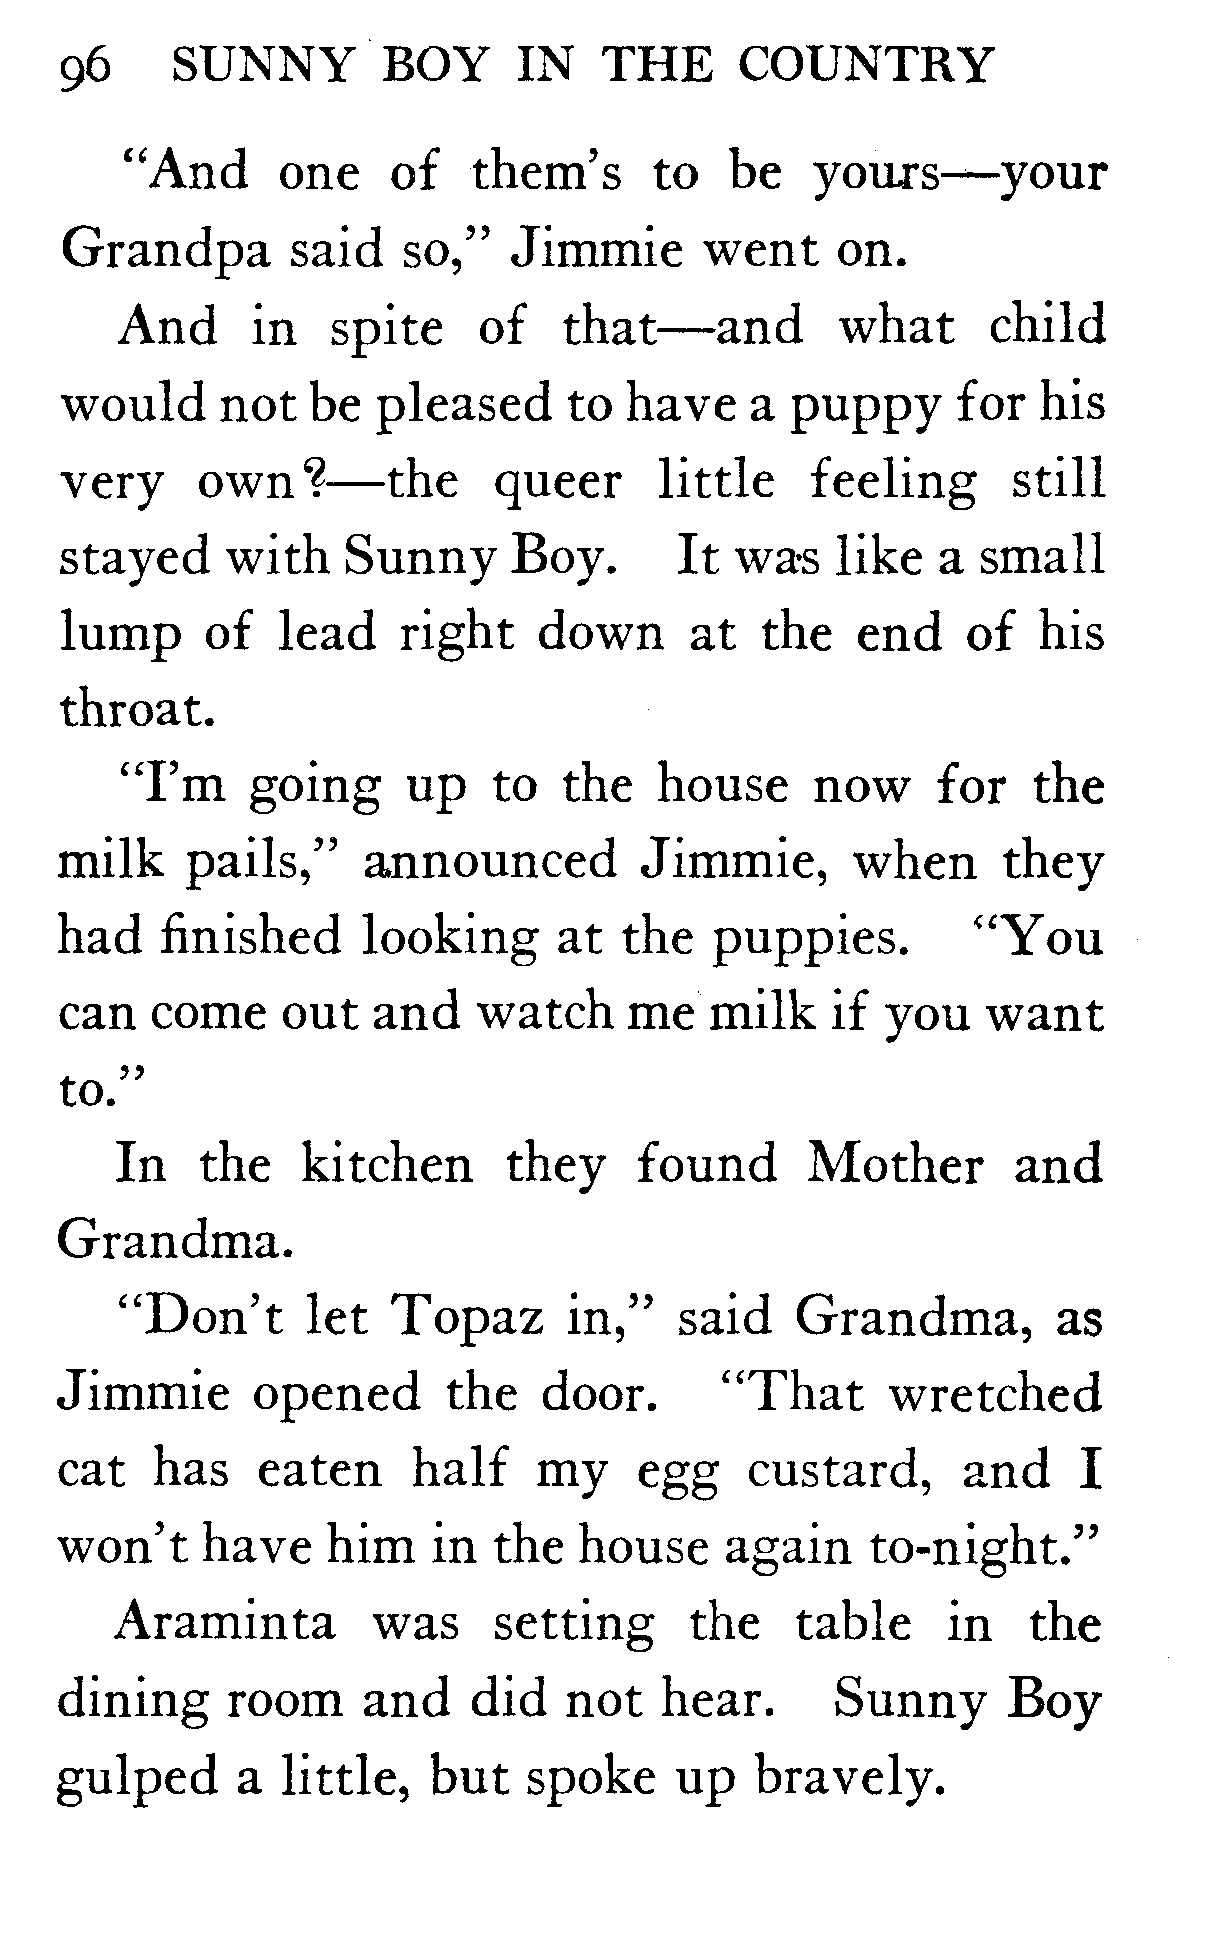 96 SUNNY BOY IN THE COUNTRY
“And one of them’s to be yours—your
Grandpa said so,” Jimmie went on.
And in spite of that—and what child
would not be pleased to have a puppy for his
very own?—the queer little feeling still
stayed with Sunny Boy. It was like a small
lump of lead right down at the end of his
throat.
“I’m going up to the house now for the
milk pails,” announced Jimmie, when they
had finished looking at the puppies. “You
can come out and watch me milk if you want
to.”
In the kitchen they found Mother and
Grandma.
“Don’t let Topaz in,” said Grandma, as
Jimmie opened the door. “That wretched
cat has eaten half my egg custard, and I
won’t have him in the house again to-night.”
Araminta was setting the table in the
dining room and did not hear. Sunny Boy
gulped a little, but spoke up bravely.